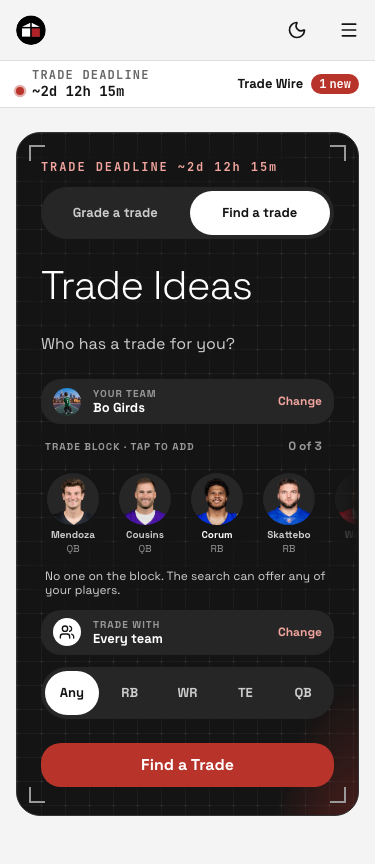 TRADE DEADLINE
~2d 12h 15m
Trade Wire
1 new
TRADE DEADLINE ~2d 12h 15m
Grade a trade
Find a trade
Trade Ideas
Who has a trade for you?
YOUR TEAM
Bo Girds
Change
TRADE BLOCK · TAP TO ADD
0 of 3
Mendoza
QB
Cousins
QB
Corum
RB
Skattebo
RB
No one on the block. The search can offer any of
your players.
TRADE WITH
Every team
Change
Any
RB
WR
TE
QB
Find a Trade